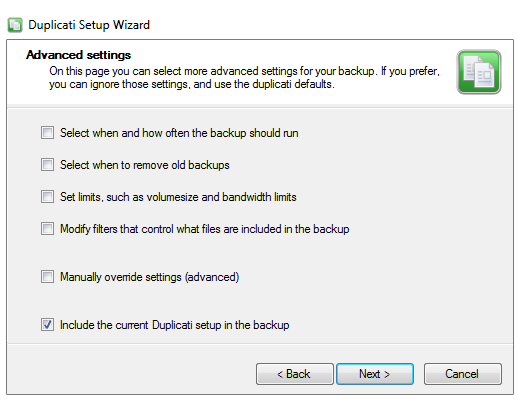 Duplicati Setup Wizard
Advanced settings
On this page you can select more advanced settings for your backup. If you prefer,
you can ignore those settings, and use the duplicati defaults.
Select when and how often the backup should run
Select when to remove old backups
Set limits, such as volumesize and bandwidth limits
Modify filters that control what files are included in the backup
Manually override settings (advanced)
Include the current Duplicati setup in the backup
< Back Next > Cancel